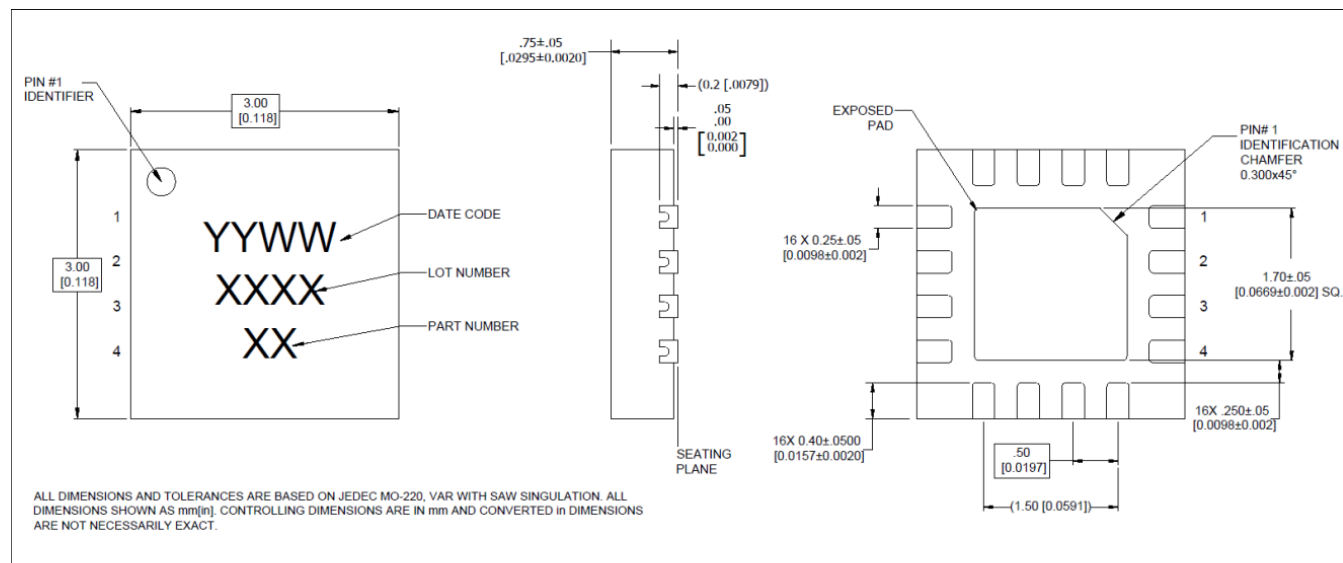 PIN #1
IDENTIFIER
3.00
[0.118]
3.00
[0.118]
1
2
3
4
YYWW
XXXX
XX
DATE CODE
LOT NUMBER
PART NUMBER
.75±.05
[.0295±0.0020]
(0.2 [.0079])
.05
.00
[0.002
0.000]
SEATING
PLANE
EXPOSED
PAD
PIN# 1
IDENTIFICATION
CHAMFER
0.300x45°
16 X 0.25±.05
[0.0098±0.002]
1
2
3
4
1.70±.05
[0.0669±0.002] SQ.
16X .250±.05
[0.0098±0.002]
16X 0.40±.0500
[0.0157±0.0020]
.50
[0.0197]
(1.50 [0.0591])
ALL DIMENSIONS AND TOLERANCES ARE BASED ON JEDEC MO-220, VAR WITH SAW SINGULATION. ALL
DIMENSIONS SHOWN AS mm[in]. CONTROLLING DIMENSIONS ARE IN mm AND CONVERTED in DIMENSIONS
ARE NOT NECESSARILY EXACT.